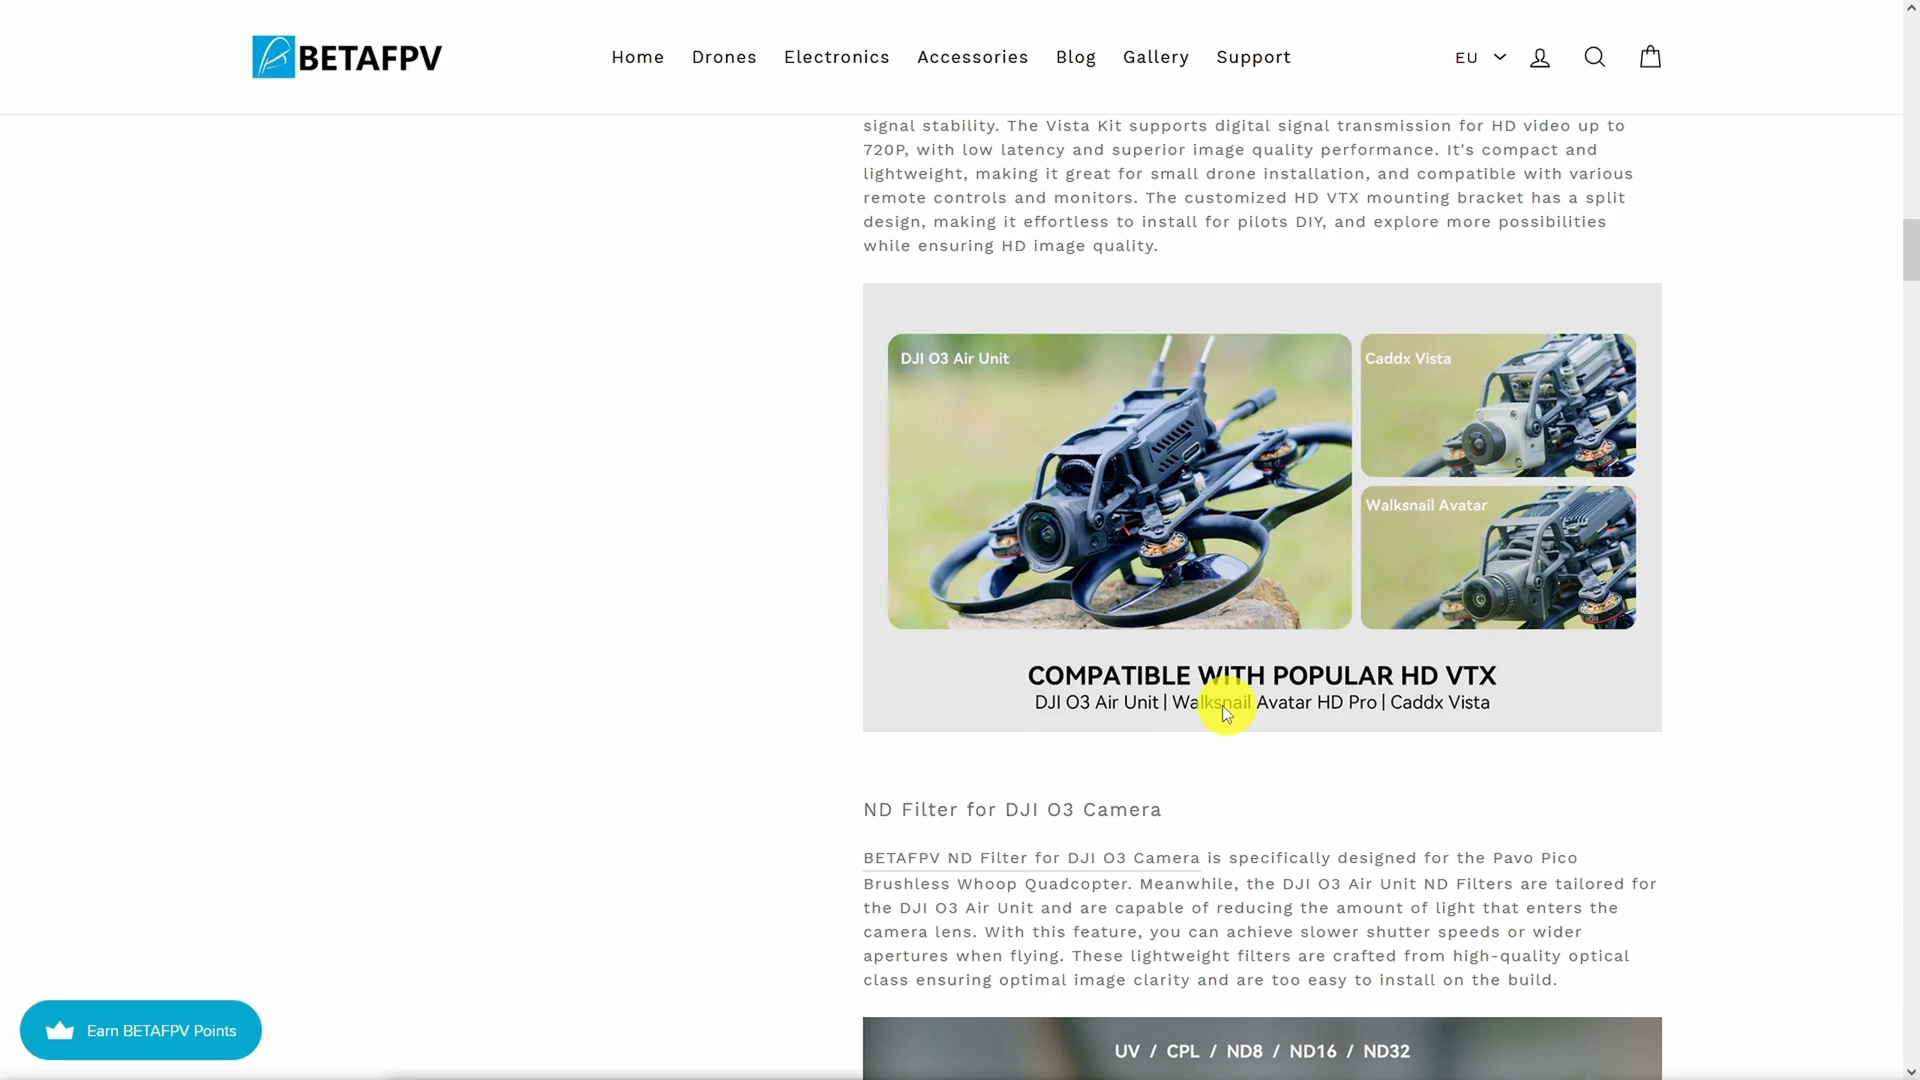 BETAFPV
Home
Drones
Electronics
Accessories
Blog
Gallery
Support
EU
signal stability. The Vista Kit supports digital signal transmission for HD video up to
720P, with low latency and superior image quality performance. It's compact and
lightweight, making it great for small drone installation, and compatible with various
remote controls and monitors. The customized HD VTX mounting bracket has a split
design, making it effortless to install for pilots DIY, and explore more possibilities
while ensuring HD image quality.
DJI O3 Air Unit
Caddx Vista
Walksnail Avatar
COMPATIBLE WITH POPULAR HD VTX
DJI O3 Air Unit | Walksnail Avatar HD Pro | Caddx Vista
ND Filter for DJI O3 Camera
BETAFPV ND Filter for DJI O3 Camera is specifically designed for the Pavo Pico
Brushless Whoop Quadcopter. Meanwhile, the DJI O3 Air Unit ND Filters are tailored for
the DJI O3 Air Unit and are capable of reducing the amount of light that enters the
camera lens. With this feature, you can achieve slower shutter speeds or wider
apertures when flying. These lightweight filters are crafted from high-quality optical
class ensuring optimal image clarity and are too easy to install on the build.
UV / CPL / ND8 / ND16 / ND32
Earn BETAFPV Points